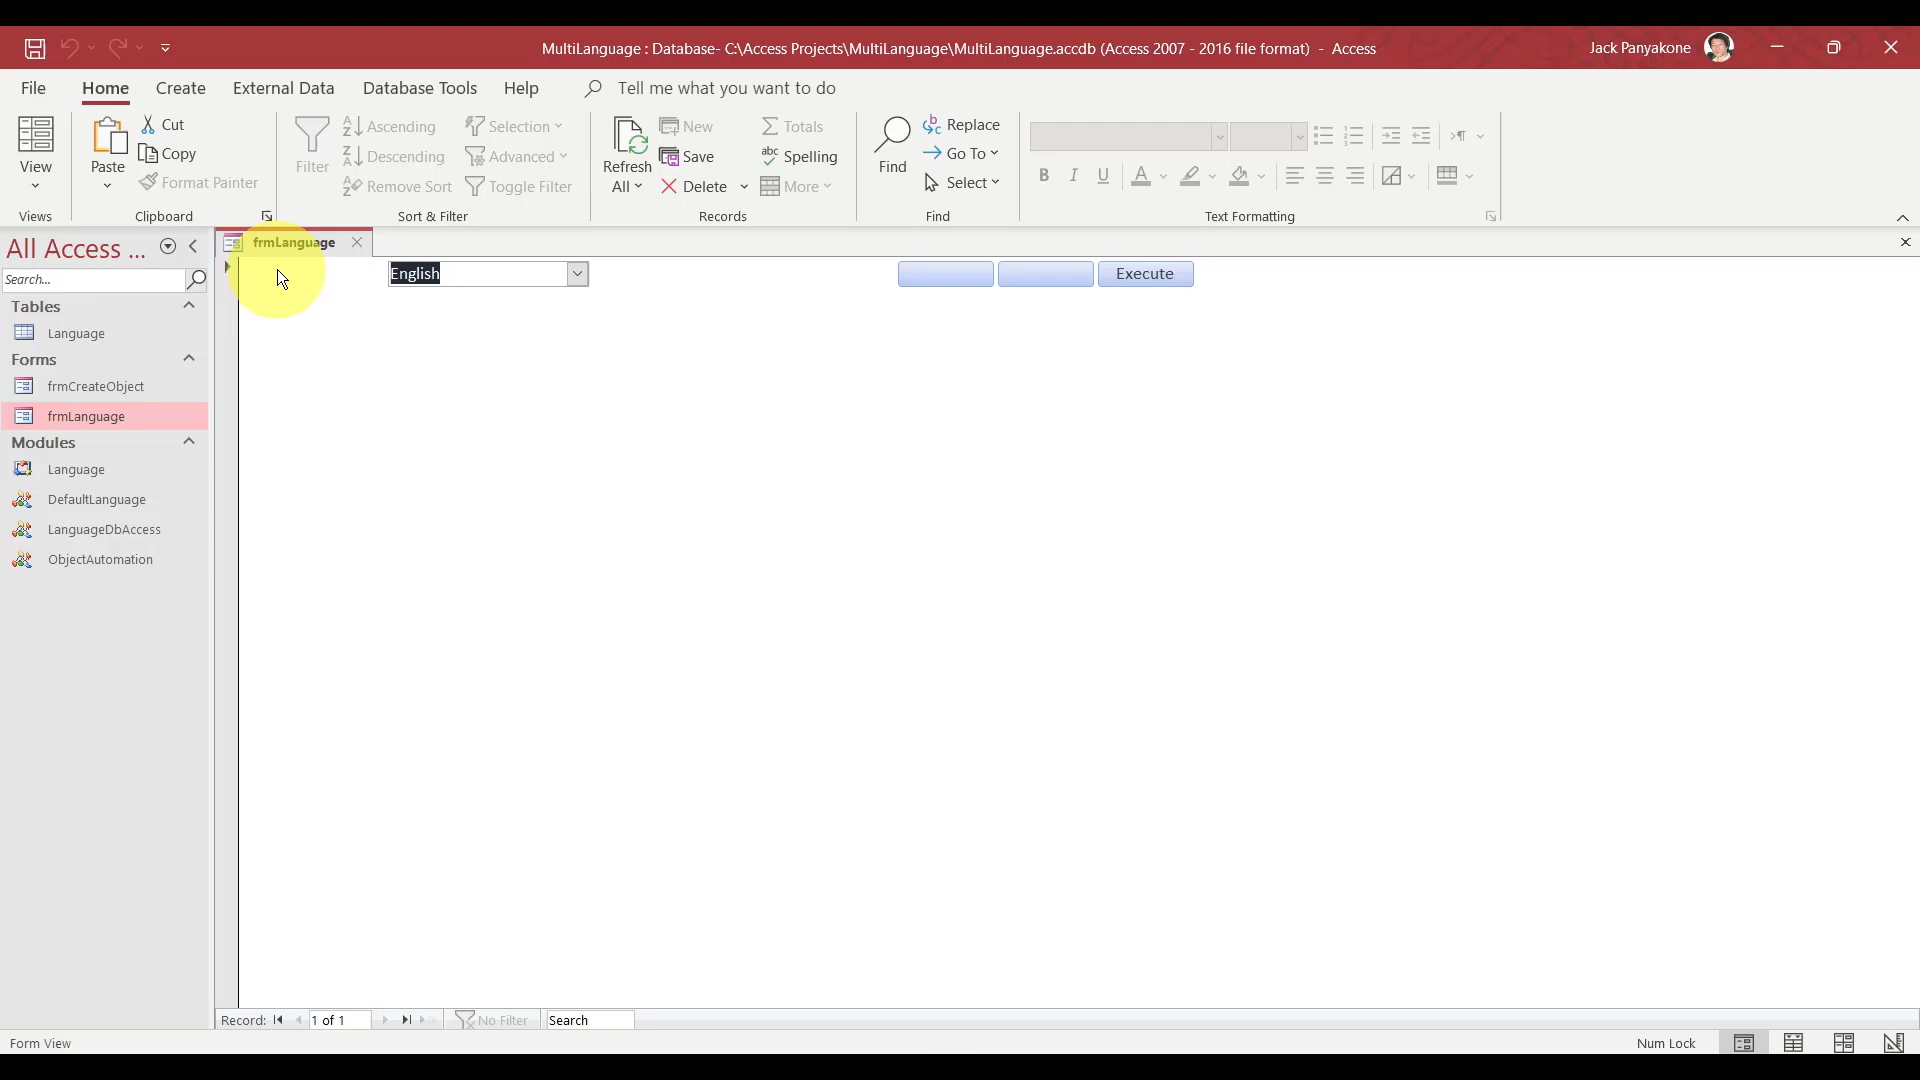 MultiLanguage : Database- C:\Access Projects\MultiLanguage\MultiLanguage.accdb (Access 2007 - 2016 file format) - Access
Jack Panyakone
File Home Create External Data Database Tools Help Tell me what you want to do
View
Views
Paste
Cut
Copy
Format Painter
Clipboard
Filter
Ascending
Descending
Remove Sort
Selection
Advanced
Toggle Filter
Sort & Filter
Refresh
All
New
Save
Delete
Totals
Spelling
More
Records
Find
Replace
Go To
Select
Find
B I U A
Text Formatting
All Access ...
Search...
Tables
Language
Forms
frmCreateObject
frmLanguage
Modules
Language
DefaultLanguage
LanguageDbAccess
ObjectAutomation
frmLanguage
English
Execute
Record: 1 of 1 No Filter Search
Form View
Num Lock